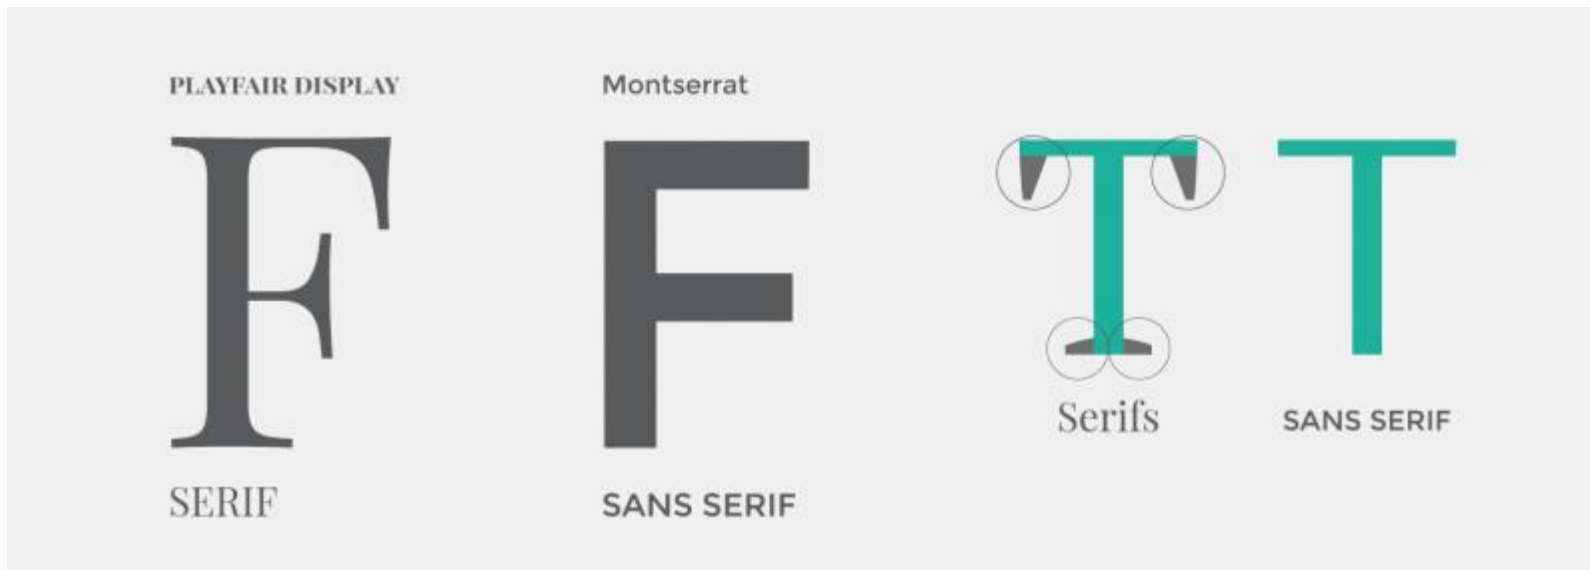 PLAYFAIR DISPLAY
F
SERIF
Montserrat
F
SANS SERIF
T
Serifs
T
SANS SERIF